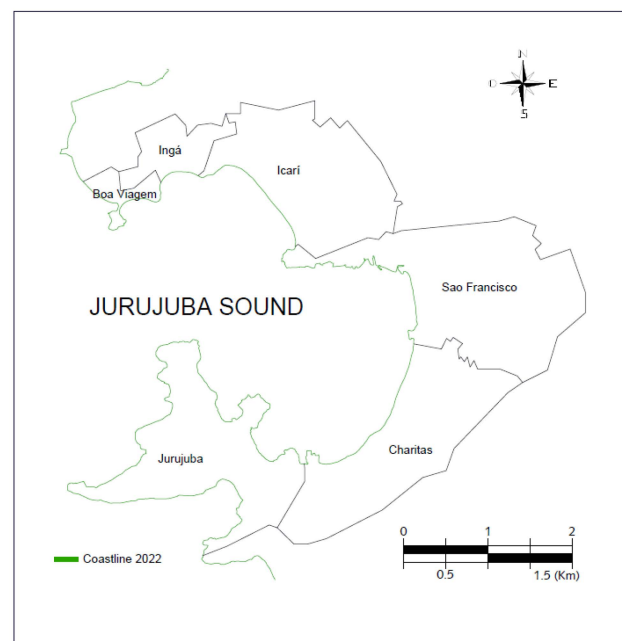 N
O E
S
Ingá
Icarí
Boa Viagem
Sao Francisco
JURUJUBA SOUND
Charitas
Jurujuba
0 1 2
0.5 1.5 (Km)
Coastline 2022